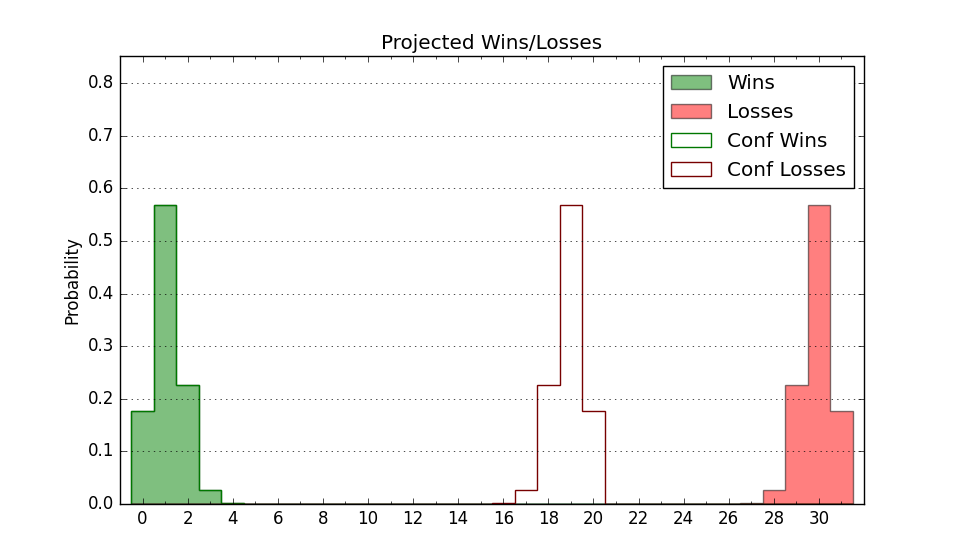 Projected Wins/Losses
Wins
Losses
Conf Wins
Conf Losses
Probability
0.8
0.7
0.6
0.5
0.4
0.3
0.2
0.1
0.0
0 2 4 6 8 10 12 14 16 18 20 22 24 26 28 30